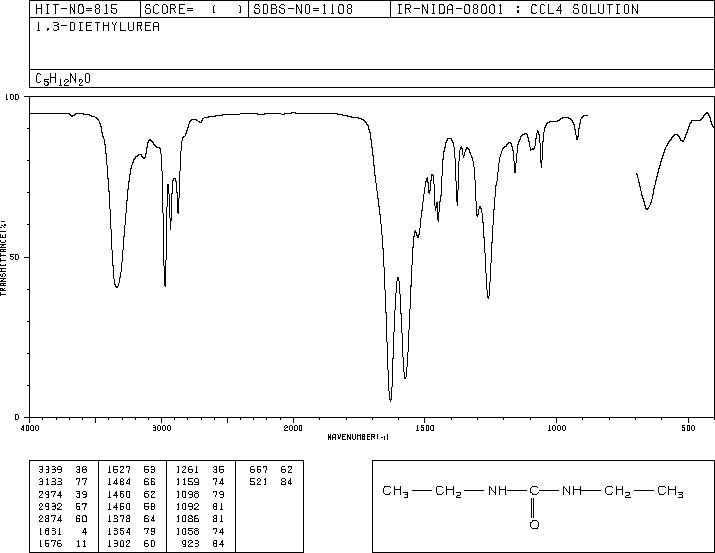 HIT-NO=815 SCORE= ( ) SDBS-NO=1108 IR-NIDA-08001 : CCL4 SOLUTION
1,3-DIETHYLUREA
C5H12N2O
100
50
0
TRANSMITTANCE(%)
4000 3000 2000 1500 1000 500
WAVENUMBER(-1)
3339 38 1527 53 1261 35 667 62
3133 77 1484 66 1159 74 521 84
2974 39 1460 62 1098 79
2932 57 1450 58 1092 81
2874 60 1378 64 1086 81
1631 4 1354 79 1058 74
1576 11 1302 60 923 84
CH3 CH2 NH C NH CH2 CH3
O